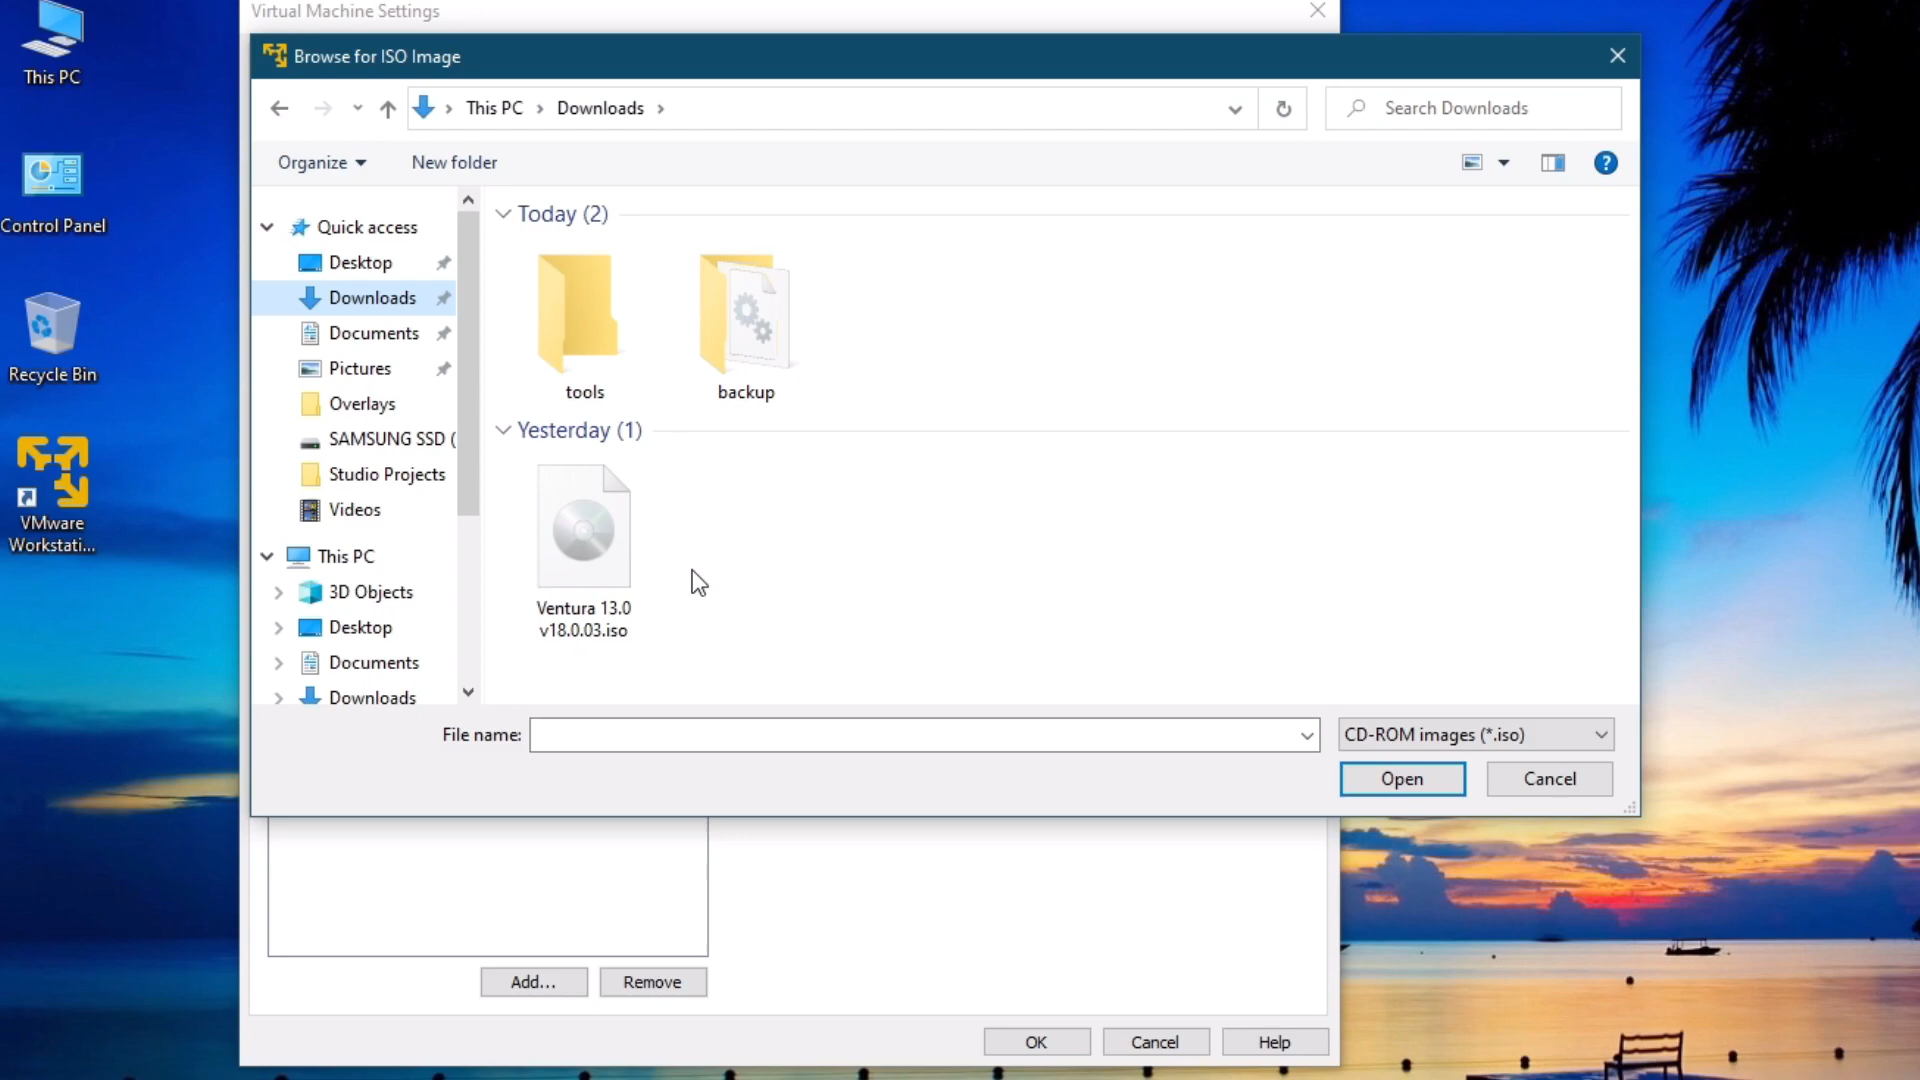 Virtual Machine Settings
Browse for ISO Image
This PC
Downloads
Search Downloads
Organize
New folder
Quick access
Desktop
Downloads
Documents
Pictures
Overlays
SAMSUNG SSD (
Studio Projects
Videos
This PC
3D Objects
Desktop
Documents
Downloads
Today (2)
tools
backup
Yesterday (1)
Ventura 13.0
v18.0.03.iso
File name:
CD-ROM images (*.iso)
Open
Cancel
Add...
Remove
OK
Cancel
Help
This PC
Control Panel
Recycle Bin
VMware
Workstati...